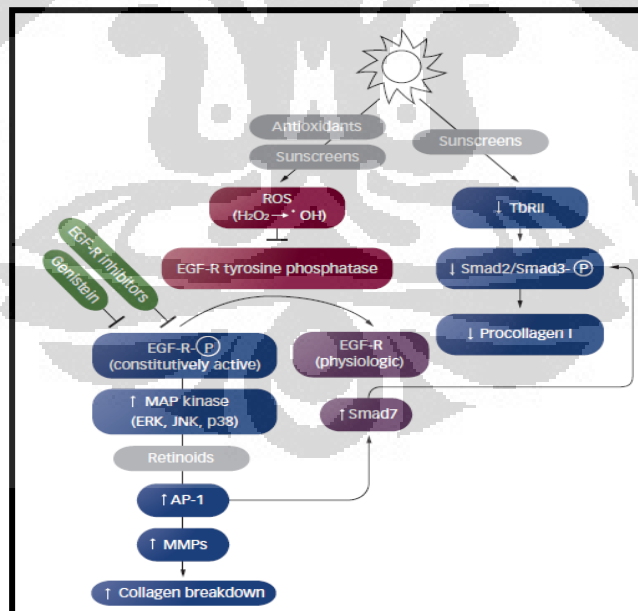 Antioxidants
Sunscreens
Sunscreens
ROS
(H₂O₂→˙OH)
↓ TbRII
EGF-R tyrosine phosphatase
↓ Smad2/Smad3-P
EGF-R inhibitors
Genistein
EGF-R-P
(constitutively active)
EGF-R
(physiologic)
↓ Procollagen I
↑ MAP kinase
(ERK, JNK, p38)
↑Smad7
Retinoids
↑ AP-1
↑ MMPs
↑ Collagen breakdown